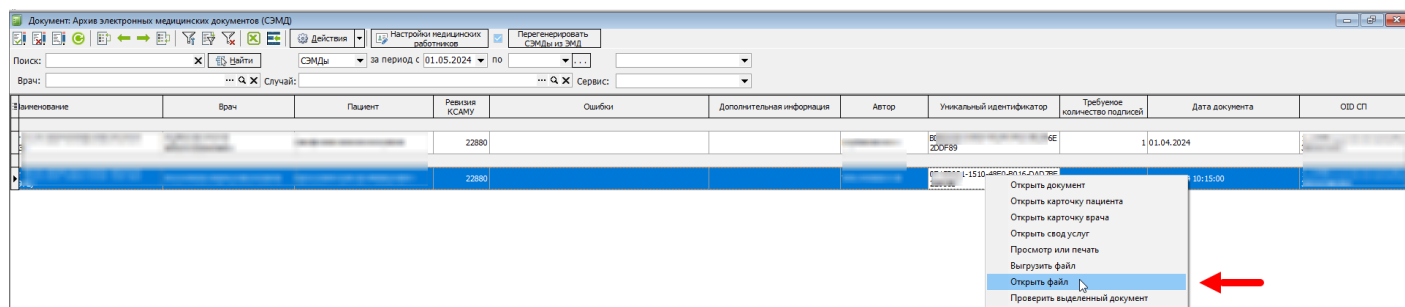 Документ: Архив электронных медицинских документов (СЭМД)
Действия
Настройки медицинских работников
Перегенерировать СЭМДы из ЭМД
Поиск: Найти СЭМДы за период с 01.05.2024 по ...
Врач: ... Случай: ... Сервис:
Наименование Врач Пациент Ревизия КСАМУ Ошибки Дополнительная информация Автор Уникальный идентификатор Требуемое количество подписей Дата документа OID СП
22880 6E 2DDF89 1 01.04.2024
22880 10:15:00
Открыть документ
Открыть карточку пациента
Открыть карточку врача
Открыть свод услуг
Просмотр или печать
Выгрузить файл
Открыть файл
Проверить выделенный документ